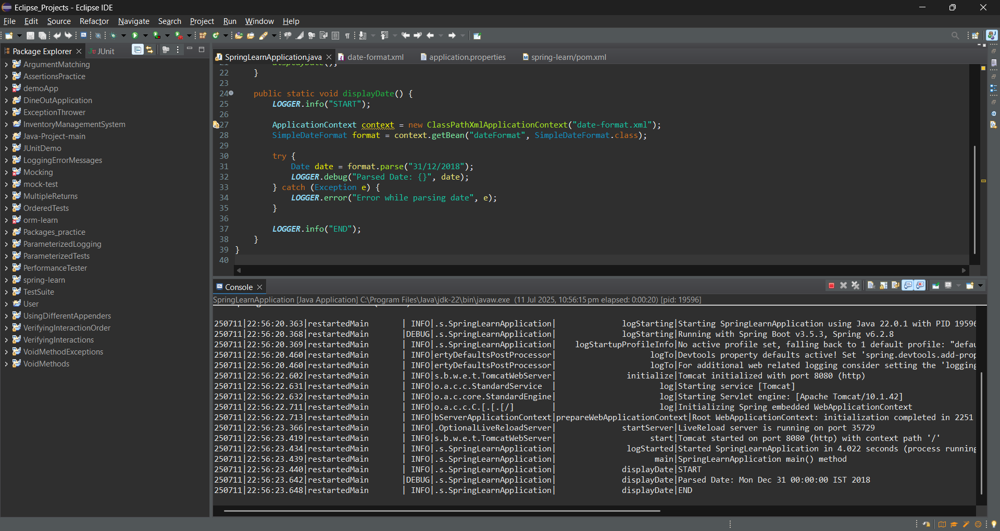 Eclipse_Projects - Eclipse IDE
File Edit Source Refactor Navigate Search Project Run Window Help
Package Explorer
JUnit
ArgumentMatching
AssertionsPractice
demoApp
DineOutApplication
ExceptionThrower
InventoryManagementSystem
Java-Project-main
JUnitDemo
LoggingErrorMessages
Mocking
mock-test
MultipleReturns
OrderedTests
orm-learn
Packages_practice
ParameterizedLogging
ParameterizedTests
PerformanceTester
spring-learn
TestSuite
User
UsingDifferentAppenders
VerifyingInteractionOrder
VerifyingInteractions
VoidMethodExceptions
VoidMethods
SpringLearnApplication.java date-format.xml application.properties spring-learn/pom.xml
22 }
23
24 public static void displayDate() {
25 LOGGER.info("START");
26
27 ApplicationContext context = new ClassPathXmlApplicationContext("date-format.xml");
28 SimpleDateFormat format = context.getBean("dateFormat", SimpleDateFormat.class);
29
30 try {
31 Date date = format.parse("31/12/2018");
32 LOGGER.debug("Parsed Date: {}", date);
33 } catch (Exception e) {
34 LOGGER.error("Error while parsing date", e);
35 }
36
37 LOGGER.info("END");
38 }
39 }
40
Console
SpringLearnApplication [Java Application] C:\Program Files\Java\jdk-22\bin\javaw.exe (11 Jul 2025, 10:56:15 pm elapsed: 0:00:20) [pid: 19596]
250711|22:56:20.363|restartedMain | INFO|.s.SpringLearnApplication| logStarting|Starting SpringLearnApplication using Java 22.0.1 with PID 19596
250711|22:56:20.368|restartedMain |DEBUG|.s.SpringLearnApplication| logStarting|Running with Spring Boot v3.5.3, Spring v6.2.8
250711|22:56:20.369|restartedMain | INFO|.s.SpringLearnApplication| logStartupProfileInfo|No active profile set, falling back to 1 default profile: "defau
250711|22:56:20.460|restartedMain | INFO|ertyDefaultsPostProcessor| logTo|Devtools property defaults active! Set 'spring.devtools.add-prop
250711|22:56:20.460|restartedMain | INFO|ertyDefaultsPostProcessor| logTo|For additional web related logging consider setting the 'logging
250711|22:56:22.602|restartedMain | INFO|s.b.w.e.t.TomcatWebServer| initialize|Tomcat initialized with port 8080 (http)
250711|22:56:22.631|restartedMain | INFO|o.a.c.c.StandardService | log|Starting service [Tomcat]
250711|22:56:22.632|restartedMain | INFO|o.a.c.core.StandardEngine| log|Starting Servlet engine: [Apache Tomcat/10.1.42]
250711|22:56:22.711|restartedMain | INFO|o.a.c.c.C.[.[.[/] | log|Initializing Spring embedded WebApplicationContext
250711|22:56:22.713|restartedMain | INFO|bServerApplicationContext|prepareWebApplicationContext|Root WebApplicationContext: initialization completed in 2251
250711|22:56:23.366|restartedMain | INFO|.OptionalLiveReloadServer| startServer|LiveReload server is running on port 35729
250711|22:56:23.419|restartedMain | INFO|s.b.w.e.t.TomcatWebServer| start|Tomcat started on port 8080 (http) with context path '/'
250711|22:56:23.434|restartedMain | INFO|.s.SpringLearnApplication| logStarted|Started SpringLearnApplication in 4.022 seconds (process running
250711|22:56:23.439|restartedMain | INFO|.s.SpringLearnApplication| main|SpringLearnApplication main() method
250711|22:56:23.440|restartedMain | INFO|.s.SpringLearnApplication| displayDate|START
250711|22:56:23.642|restartedMain |DEBUG|.s.SpringLearnApplication| displayDate|Parsed Date: Mon Dec 31 00:00:00 IST 2018
250711|22:56:23.648|restartedMain | INFO|.s.SpringLearnApplication| displayDate|END